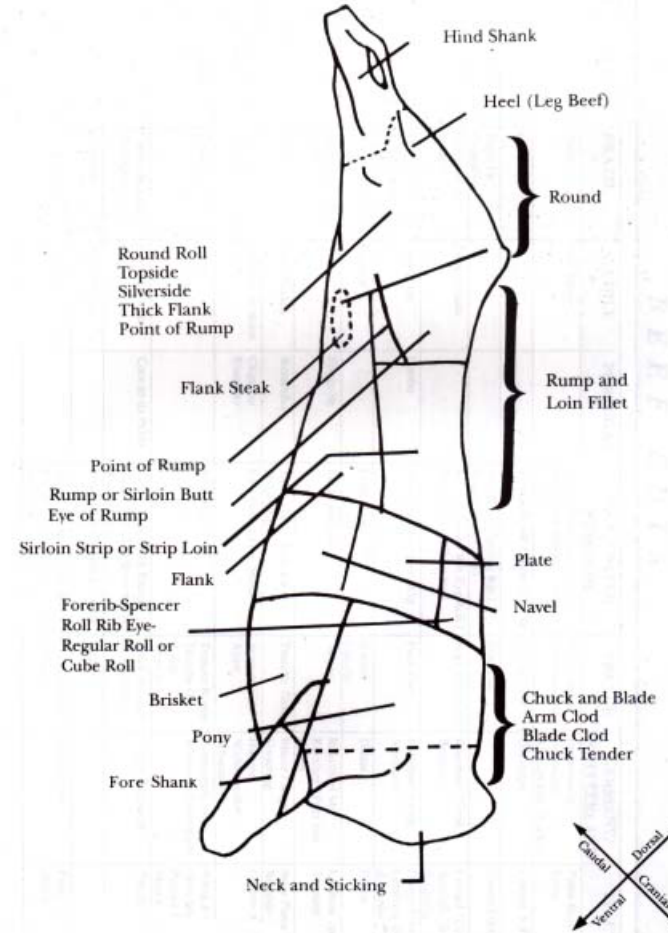 Hind Shank
Heel (Leg Beef)
Round
Round Roll
Topside
Silverside
Thick Flank
Point of Rump
Flank Steak
Rump and
Loin Fillet
Point of Rump
Rump or Sirloin Butt
Eye of Rump
Sirloin Strip or Strip Loin
Flank
Plate
Navel
Forerib-Spencer
Roll Rib Eye-
Regular Roll or
Cube Roll
Brisket
Pony
Chuck and Blade
Arm Clod
Blade Clod
Chuck Tender
Fore Shank
Neck and Sticking
Caudal
Dorsal
Ventral
Cranial